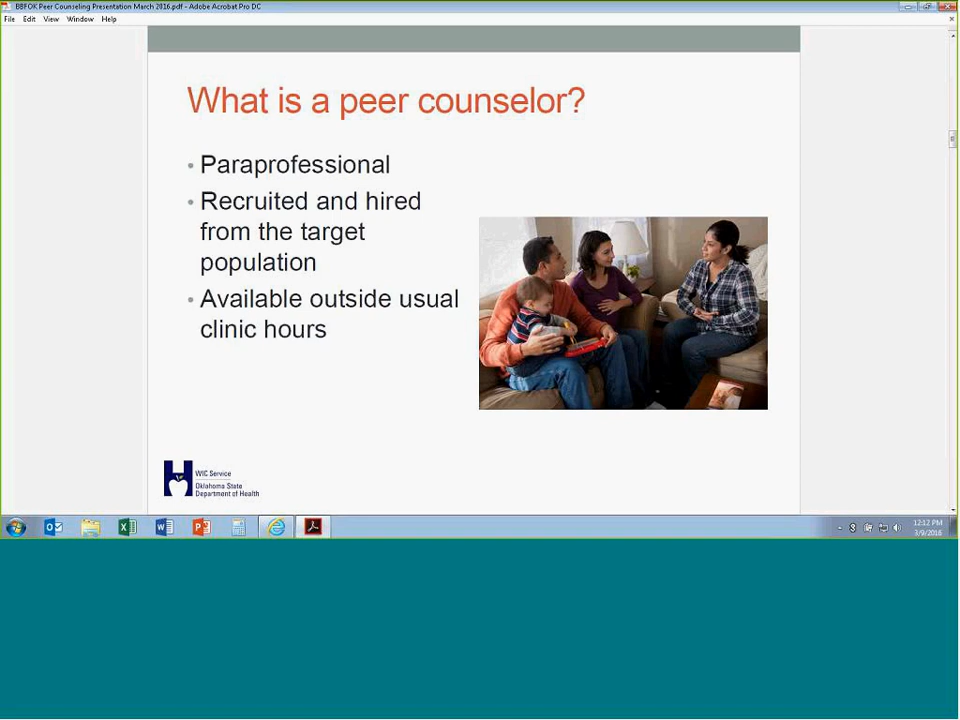 BBFOK Peer Counseling Presentation March 2016.pdf - Adobe Acrobat Pro DC
File Edit View Window Help
What is a peer counselor?
• Paraprofessional
• Recruited and hired
from the target
population
• Available outside usual
clinic hours
WIC Service
Oklahoma State
Department of Health
12:12 PM
3/9/2016